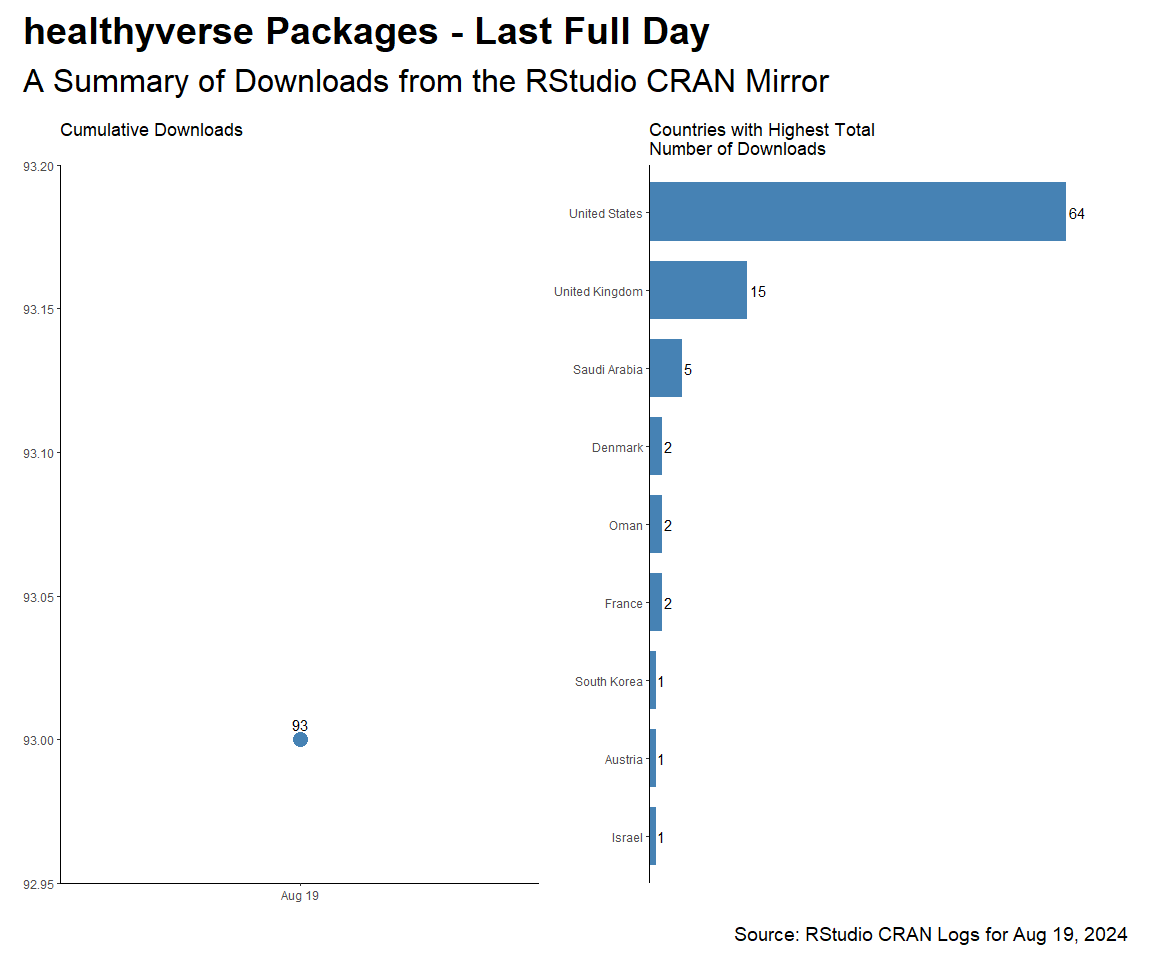 healthyverse Packages - Last Full Day
A Summary of Downloads from the RStudio CRAN Mirror
Cumulative Downloads
93.20
93.15
93.10
93.05
93.00
92.95
93
Aug 19
Countries with Highest Total
Number of Downloads
United States 64
United Kingdom 15
Saudi Arabia 5
Denmark 2
Oman 2
France 2
South Korea 1
Austria 1
Israel 1
Source: RStudio CRAN Logs for Aug 19, 2024